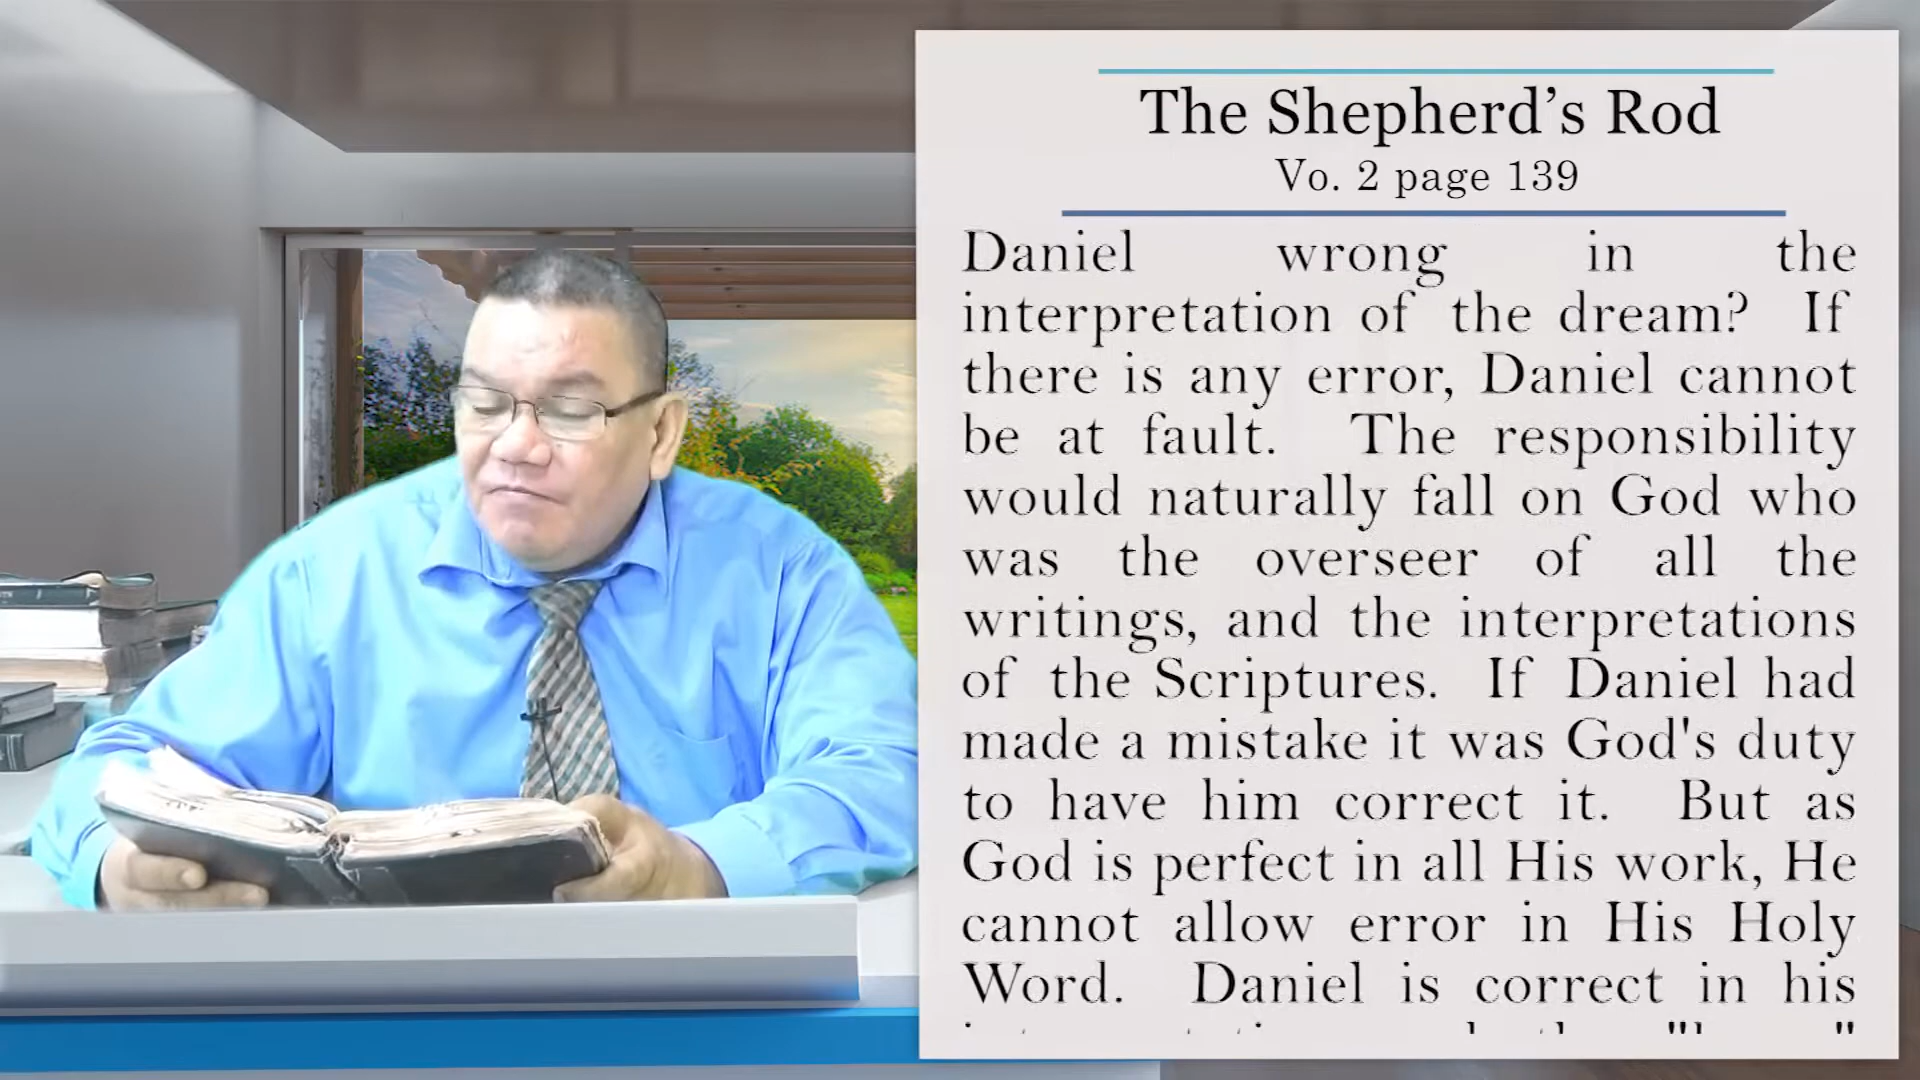 The Shepherd’s Rod
Vo. 2 page 139
Daniel wrong in the
interpretation of the dream? If
there is any error, Daniel cannot
be at fault. The responsibility
would naturally fall on God who
was the overseer of all the
writings, and the interpretations
of the Scriptures. If Daniel had
made a mistake it was God's duty
to have him correct it. But as
God is perfect in all His work, He
cannot allow error in His Holy
Word. Daniel is correct in his